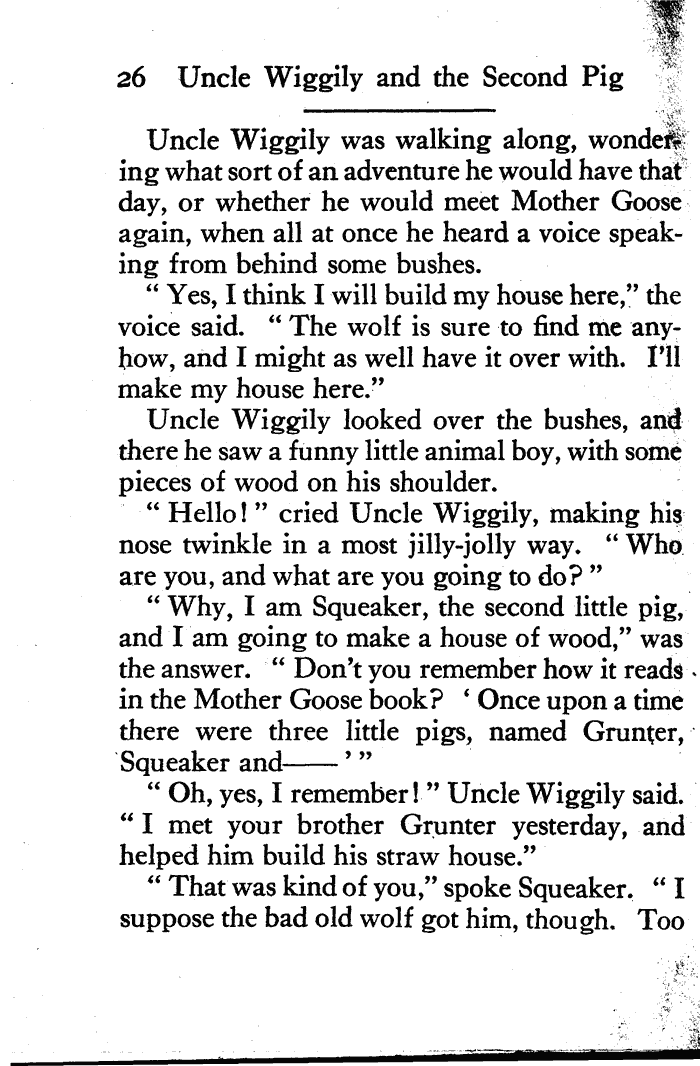 26 Uncle Wiggily and the Second Pig
Uncle Wiggily was walking along, wonder-
ing what sort of an adventure he would have that
day, or whether he would meet Mother Goose
again, when all at once he heard a voice speak-
ing from behind some bushes.
“ Yes, I think I will build my house here,” the
voice said. “ The wolf is sure to find me any-
how, and I might as well have it over with. I’ll
make my house here.”
Uncle Wiggily looked over the bushes, and
there he saw a funny little animal boy, with some
pieces of wood on his shoulder.
“ Hello! ” cried Uncle Wiggily, making his
nose twinkle in a most jilly-jolly way. “ Who
are you, and what are you going to do? ”
“ Why, I am Squeaker, the second little pig,
and I am going to make a house of wood,” was
the answer. “ Don’t you remember how it reads
in the Mother Goose book? ‘ Once upon a time
there were three little pigs, named Grunter,
Squeaker and—— ’ ”
“ Oh, yes, I remember! ” Uncle Wiggily said.
“ I met your brother Grunter yesterday, and
helped him build his straw house.”
“ That was kind of you,” spoke Squeaker. “ I
suppose the bad old wolf got him, though. Too